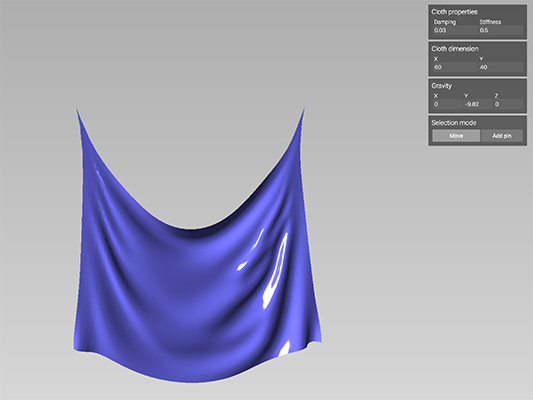 Cloth properties
Damping Stiffness
0.03 0.5
Cloth dimension
X Y
60 40
Gravity
X Y Z
0 -9.82 0
Selection mode
Move Add pin